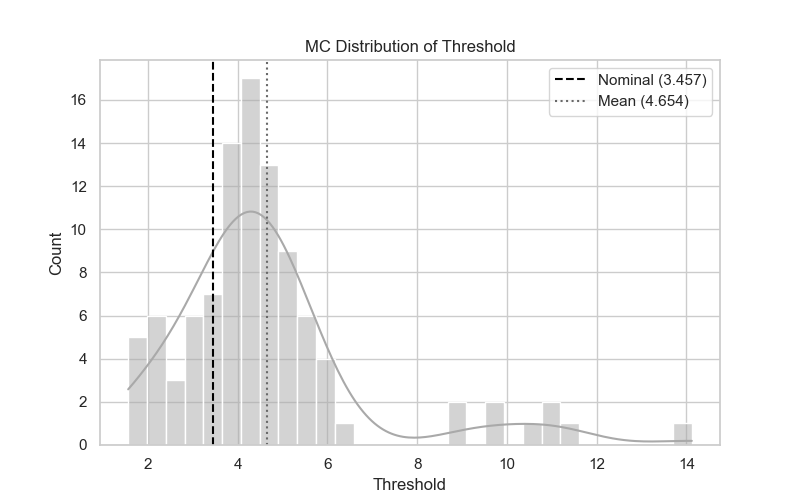 MC Distribution of Threshold
Nominal (3.457)
Mean (4.654)
Count
16
14
12
10
8
6
4
2
0
2 4 6 8 10 12 14
Threshold